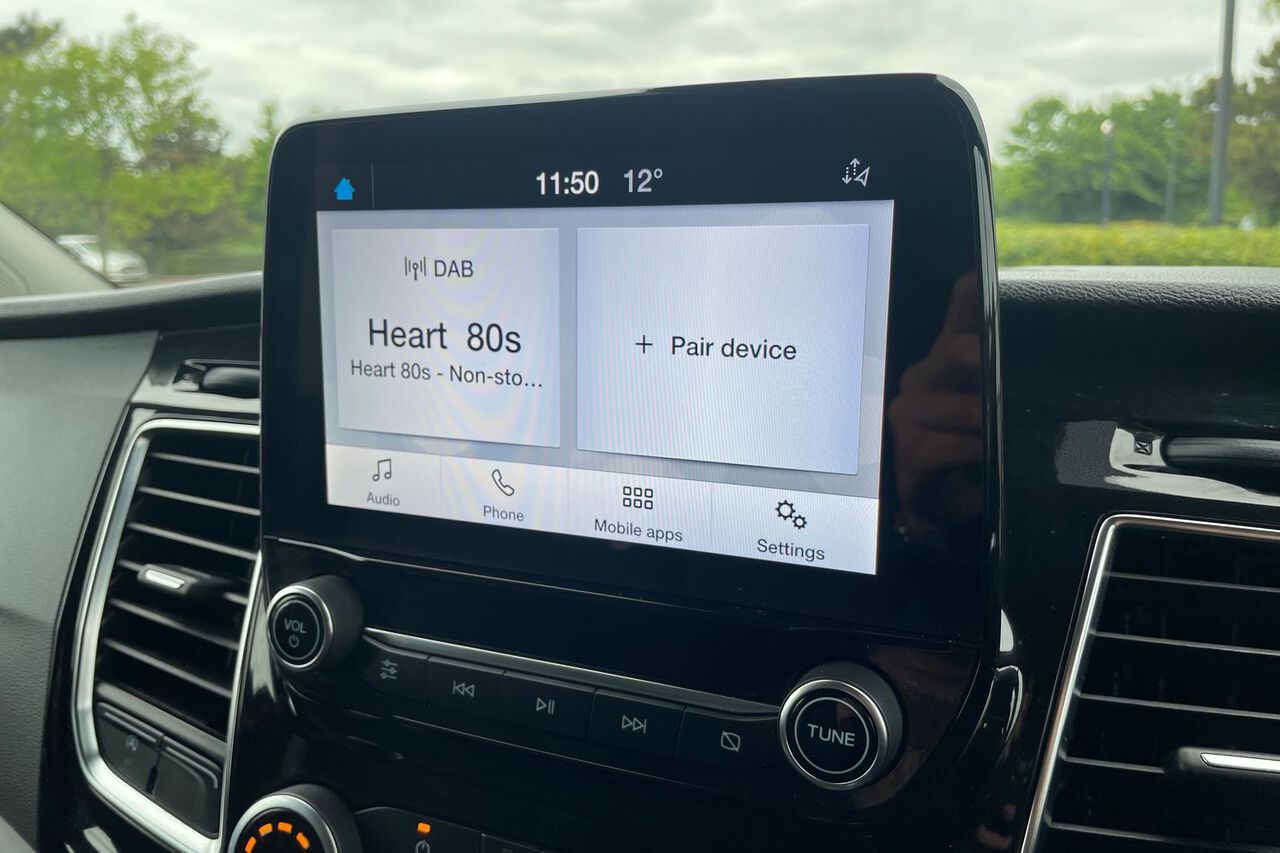 11:50 12°
DAB
Heart 80s
Heart 80s - Non-sto...
+ Pair device
Audio
Phone
Mobile apps
Settings
VOL
TUNE